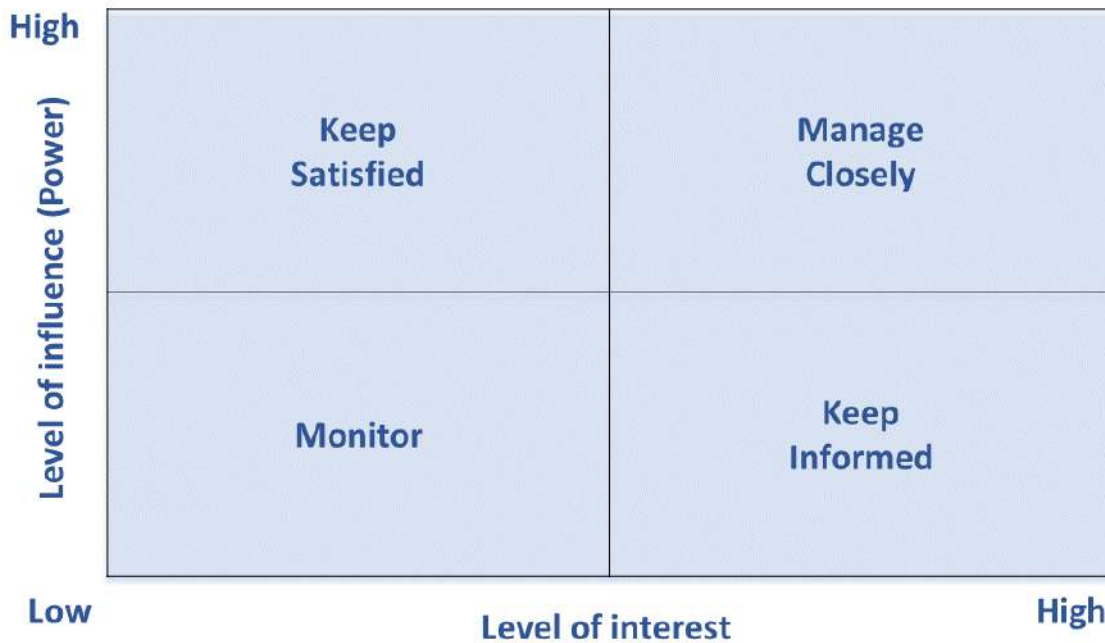 High
Level of influence (Power)
Keep
Satisfied
Manage
Closely
Monitor
Keep
Informed
Low
Level of interest
High